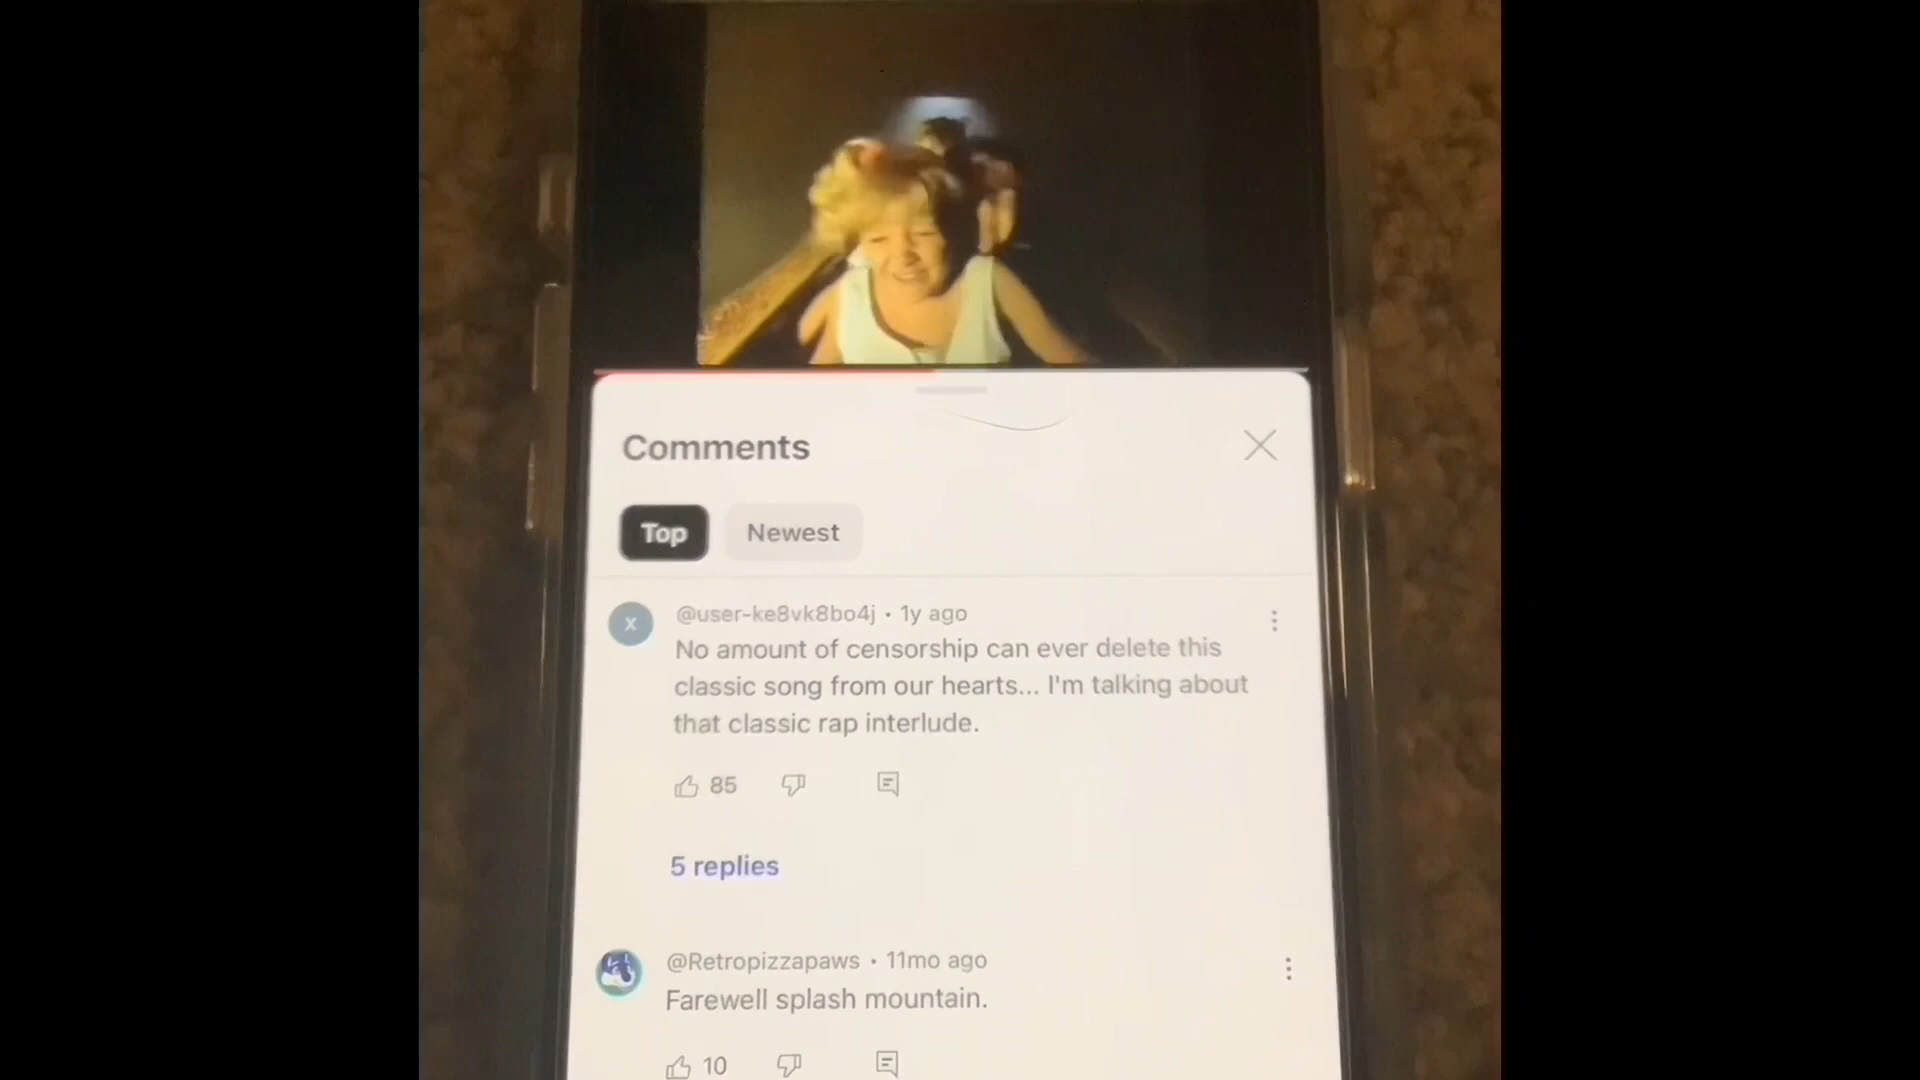 Comments
Top
Newest
X
@user-ke8vk8bo4j • 1y ago
No amount of censorship can ever delete this
classic song from our hearts... I'm talking about
that classic rap interlude.
85
5 replies
@Retropizzapaws • 11mo ago
Farewell splash mountain.
10